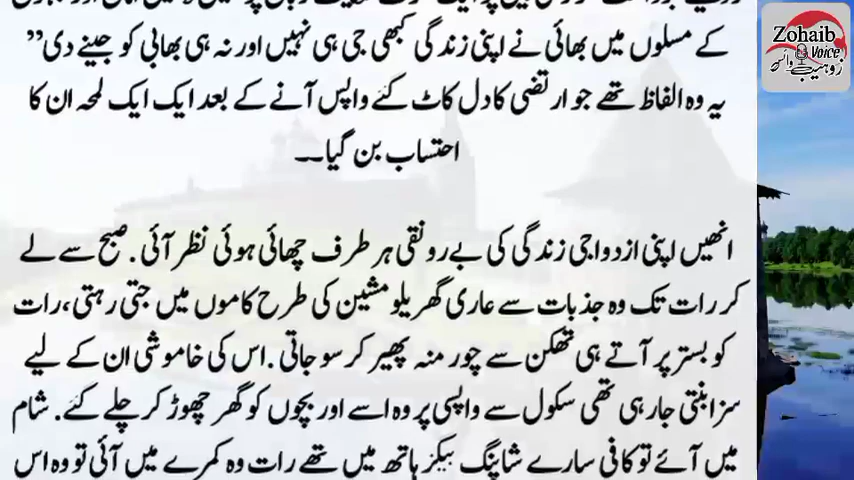 کے مسلوں میں بھائی نے اپنی زندگی کبھی جی ہی نہیں اور نہ ہی بھابی کو جینے دی”
یہ وہ الفاظ تھے جو ارتضی کا دل کاٹ گئے واپس آنے کے بعد ایک ایک لمحہ ان کا
احتساب بن گیا۔۔
انھیں اپنی ازدواجی زندگی کی بے رونقی ہر طرف چھائی ہوئی نظر آئی. صبح سے لے
کر رات تک وہ جذبات سے عاری گھریلو مشین کی طرح کاموں میں جتی رہتی، رات
کو بستر پر آتے ہی تھکن سے چور منہ پھیر کر سو جاتی. اس کی خاموشی ان کے لیے
سزا بنتی جارہی تھی سکول سے واپسی پر وہ اسے اور بچوں کو گھر چھوڑ کر چلے گئے. شام
میں آئے تو کافی سارے شاپنگ بیگز ہاتھ میں تھے رات وہ کمرے میں آئی تو وہ اس
Zohaib
Voice
زوہیب وائس